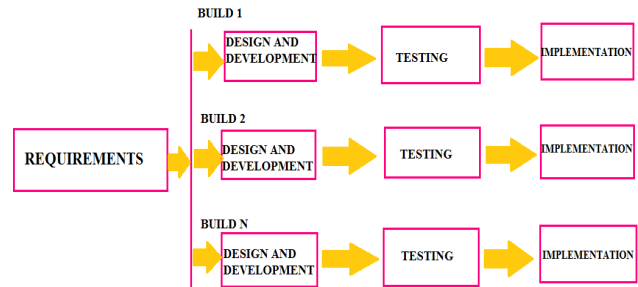 BUILD 1
DESIGN AND
DEVELOPMENT
TESTING
IMPLEMENTATION
REQUIREMENTS
BUILD 2
DESIGN AND
DEVELOPMENT
TESTING
IMPLEMENTATION
BUILD N
DESIGN AND
DEVELOPMENT
TESTING
IMPLEMENTATION